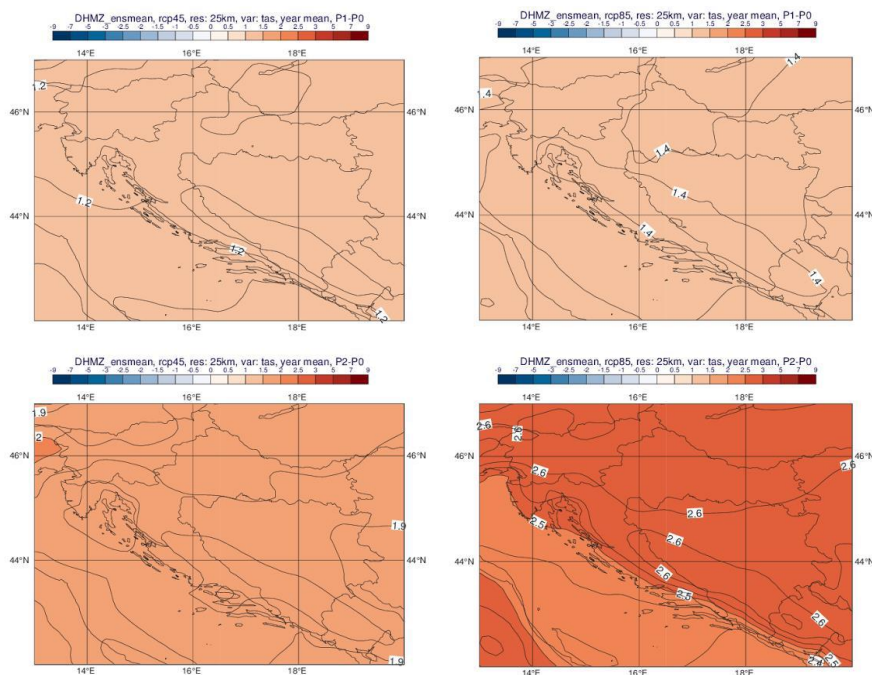 DHMZ_ensmean, rcp45, res: 25km, var: tas, year mean, P1-P0
-9 -7 -5 -3 -2.5 -2 -1.5 -1 -0.5 0 0.5 1 1.5 2 2.5 3 5 7 9
14°E 16°E 18°E
46°N
44°N
1.2
1.2
1.2
1.2
14°E 16°E 18°E
DHMZ_ensmean, rcp85, res: 25km, var: tas, year mean, P1-P0
-9 -7 -5 -3 -2.5 -2 -1.5 -1 -0.5 0 0.5 1 1.5 2 2.5 3 5 7 9
14°E 16°E 18°E
1.4
1.4
46°N 46°N
1.4
1.4
44°N 44°N
1.4
1.4
14°E 16°E 18°E
DHMZ_ensmean, rcp45, res: 25km, var: tas, year mean, P2-P0
-9 -7 -5 -3 -2.5 -2 -1.5 -1 -0.5 0 0.5 1 1.5 2 2.5 3 5 7 9
14°E 16°E 18°E
1.9
2
46°N
1.9
44°N
1.9
14°E 16°E 18°E
DHMZ_ensmean, rcp85, res: 25km, var: tas, year mean, P2-P0
-9 -7 -5 -3 -2.5 -2 -1.5 -1 -0.5 0 0.5 1 1.5 2 2.5 3 5 7 9
14°E 16°E 18°E
2.6
2.6
46°N 46°N
2.6
2.6
2.6
2.5
2.6
44°N 44°N
2.6
2.5
2.6
2.5
2.4
14°E 16°E 18°E